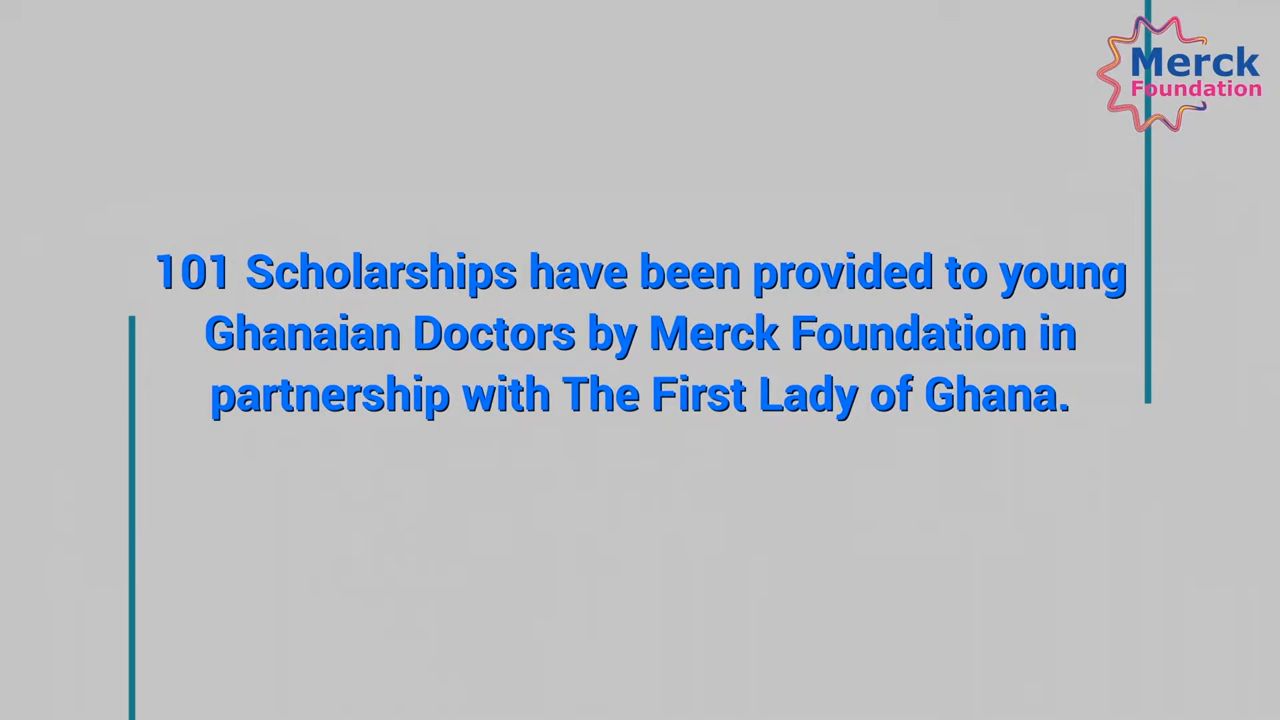 Merck
Foundation
101 Scholarships have been provided to young
Ghanaian Doctors by Merck Foundation in
partnership with The First Lady of Ghana.